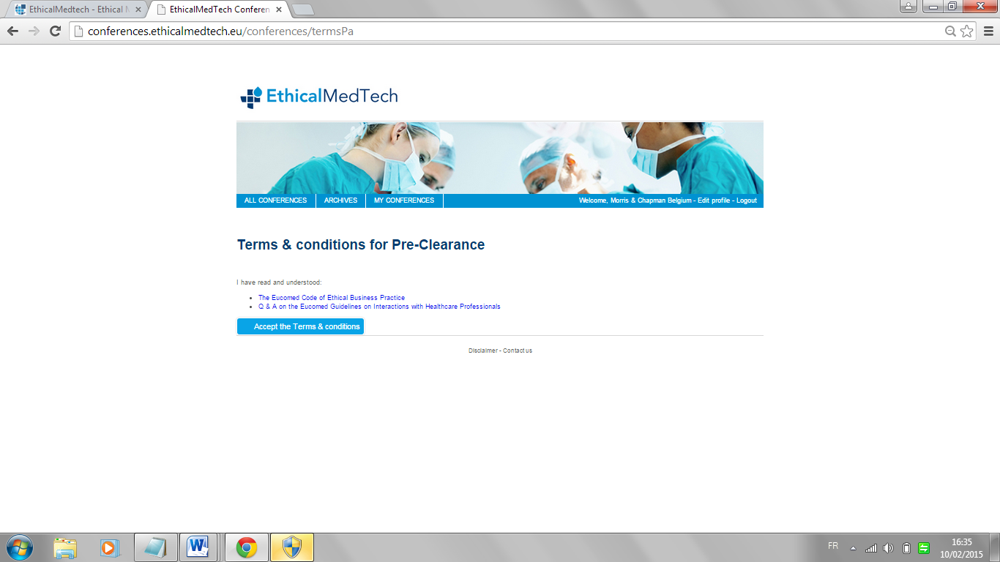 EthicalMedtech - Ethical M
EthicalMedTech Conferen
conferences.ethicalmedtech.eu/conferences/termsPa
EthicalMedTech
ALL CONFERENCES ARCHIVES MY CONFERENCES Welcome, Morris & Chapman Belgium - Edit profile - Logout
Terms & conditions for Pre-Clearance
I have read and understood:
The Eucomed Code of Ethical Business Practice
Q & A on the Eucomed Guidelines on Interactions with Healthcare Professionals
Accept the Terms & conditions
Disclaimer - Contact us
FR
16:35
10/02/2015